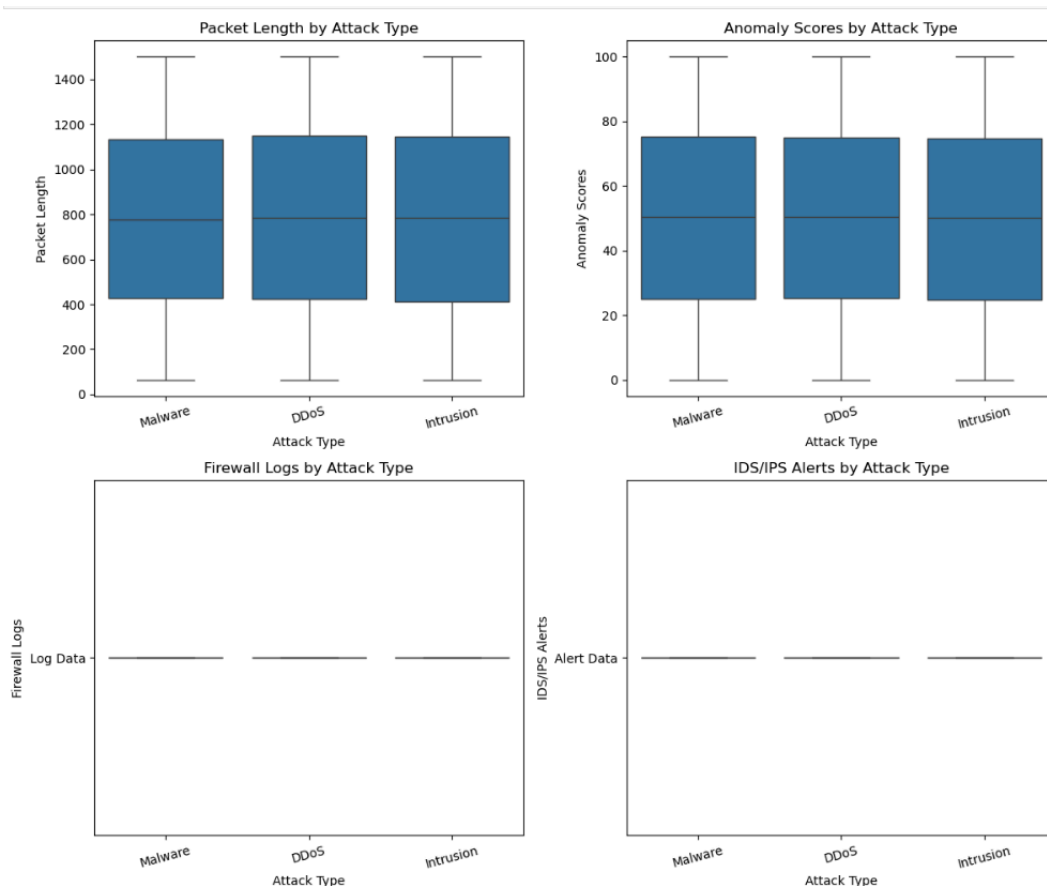 Packet Length by Attack Type
1400
1200
1000
800
600
400
200
0
Packet Length
Malware
DDoS
Intrusion
Attack Type
Anomaly Scores by Attack Type
100
80
60
40
20
0
Anomaly Scores
Malware
DDoS
Intrusion
Attack Type
Firewall Logs by Attack Type
Firewall Logs
Log Data
Malware
DDoS
Intrusion
Attack Type
IDS/IPS Alerts by Attack Type
IDS/IPS Alerts
Alert Data
Malware
DDoS
Intrusion
Attack Type